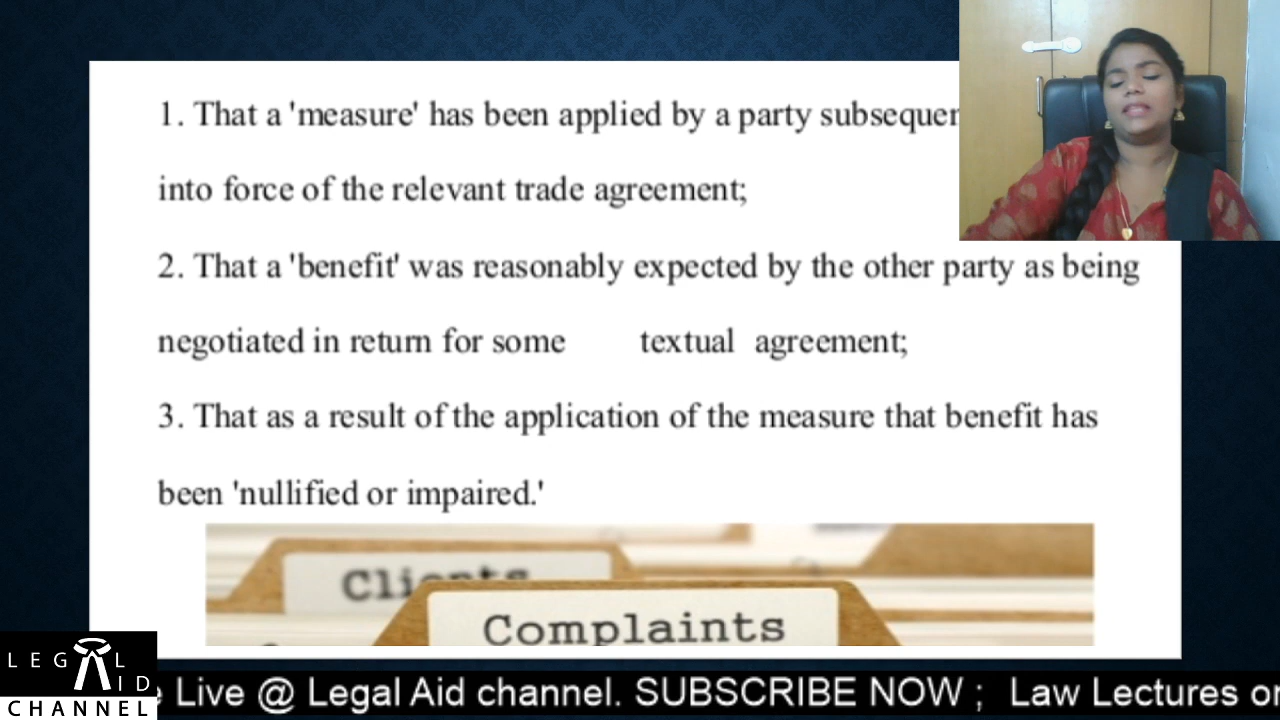 1. That a 'measure' has been applied by a party
into force of the relevant trade agreement;
2. That a 'benefit' was reasonably expected by the other party as being
negotiated in return for some textual agreement;
3. That as a result of the application of the measure that benefit has
been 'nullified or impaired.'
Clients
Complaints
LEGAL
AID
CHANNEL
Live @ Legal Aid channel. SUBSCRIBE NOW ; Law Lectures